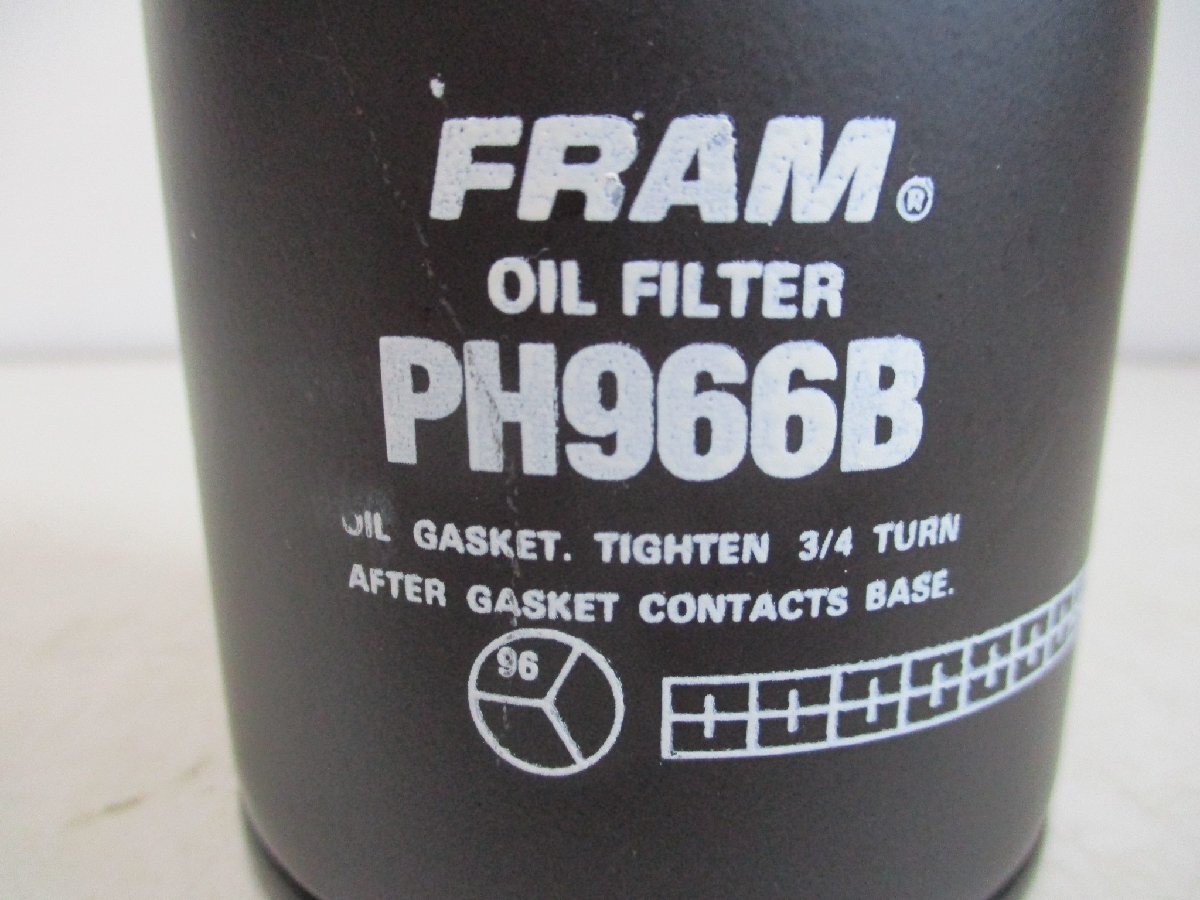 FRAM®
OIL FILTER
PH966B
OIL GASKET. TIGHTEN 3/4 TURN
AFTER GASKET CONTACTS BASE.
96